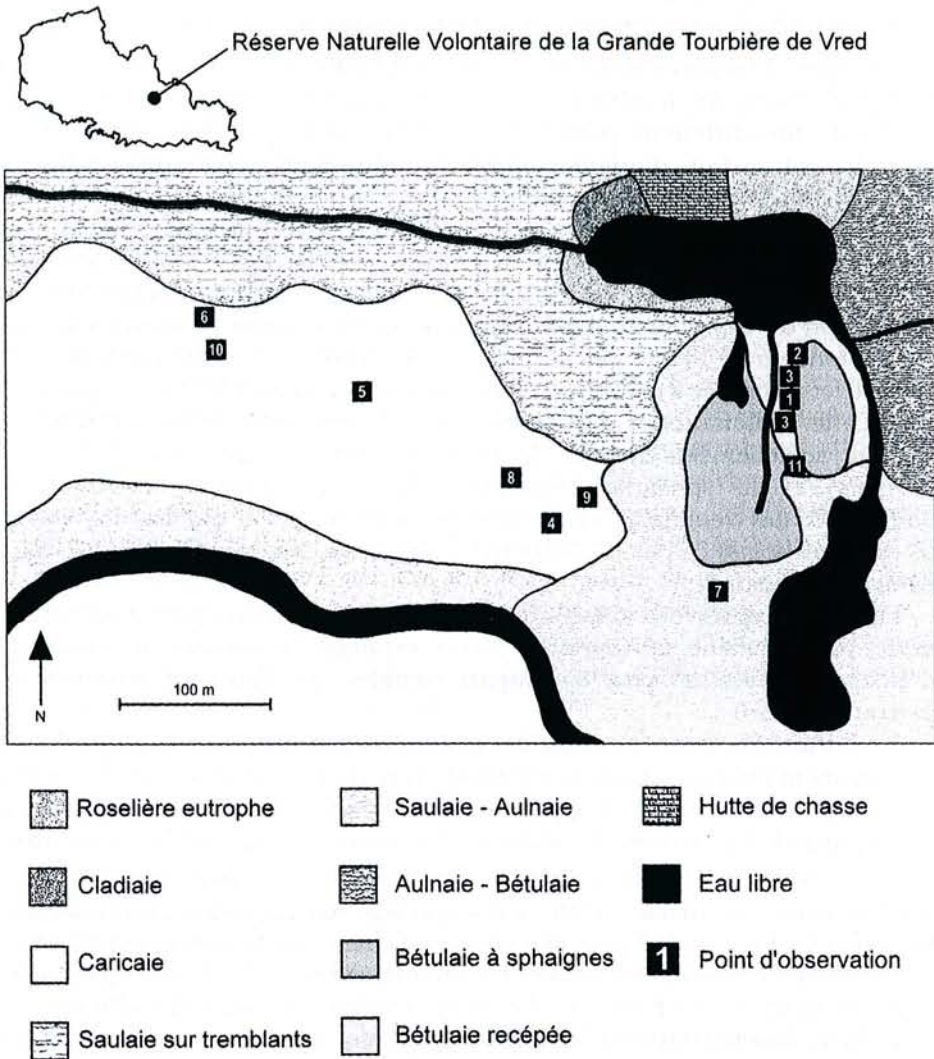 Réserve Naturelle Volontaire de la Grande Tourbière de Vred
6
10
5
2
3
1
3
11
8
9
4
7
N
100 m
Roselière eutrophe
Saulaie - Aulnaie
Hutte de chasse
Cladiaie
Aulnaie - Bétulaie
Eau libre
Caricaie
Bétulaie à sphaignes
1 Point d'observation
Saulaie sur tremblants
Bétulaie recépée